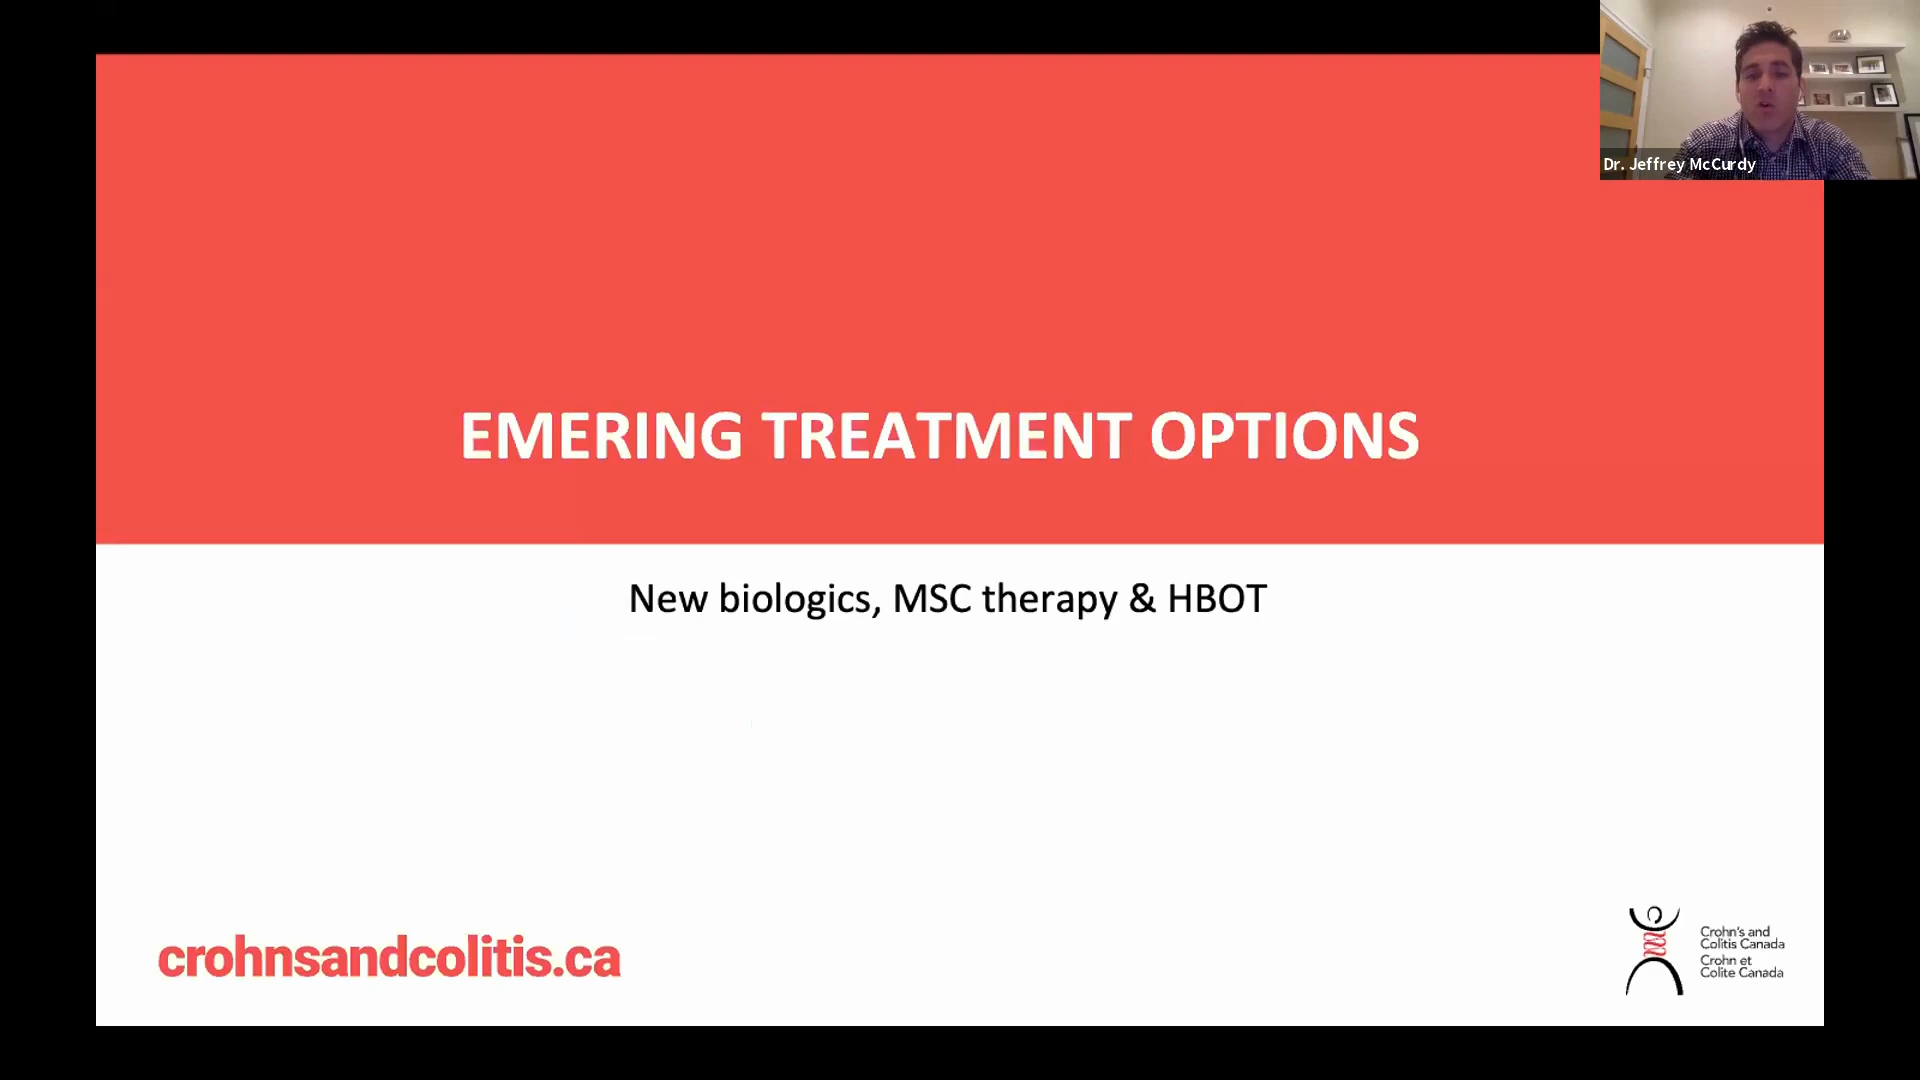 Dr. Jeffrey McCurdy
EMERING TREATMENT OPTIONS
New biologics, MSC therapy & HBOT
crohnsandcolitis.ca
Crohn's and
Colitis Canada
Crohn et
Colite Canada